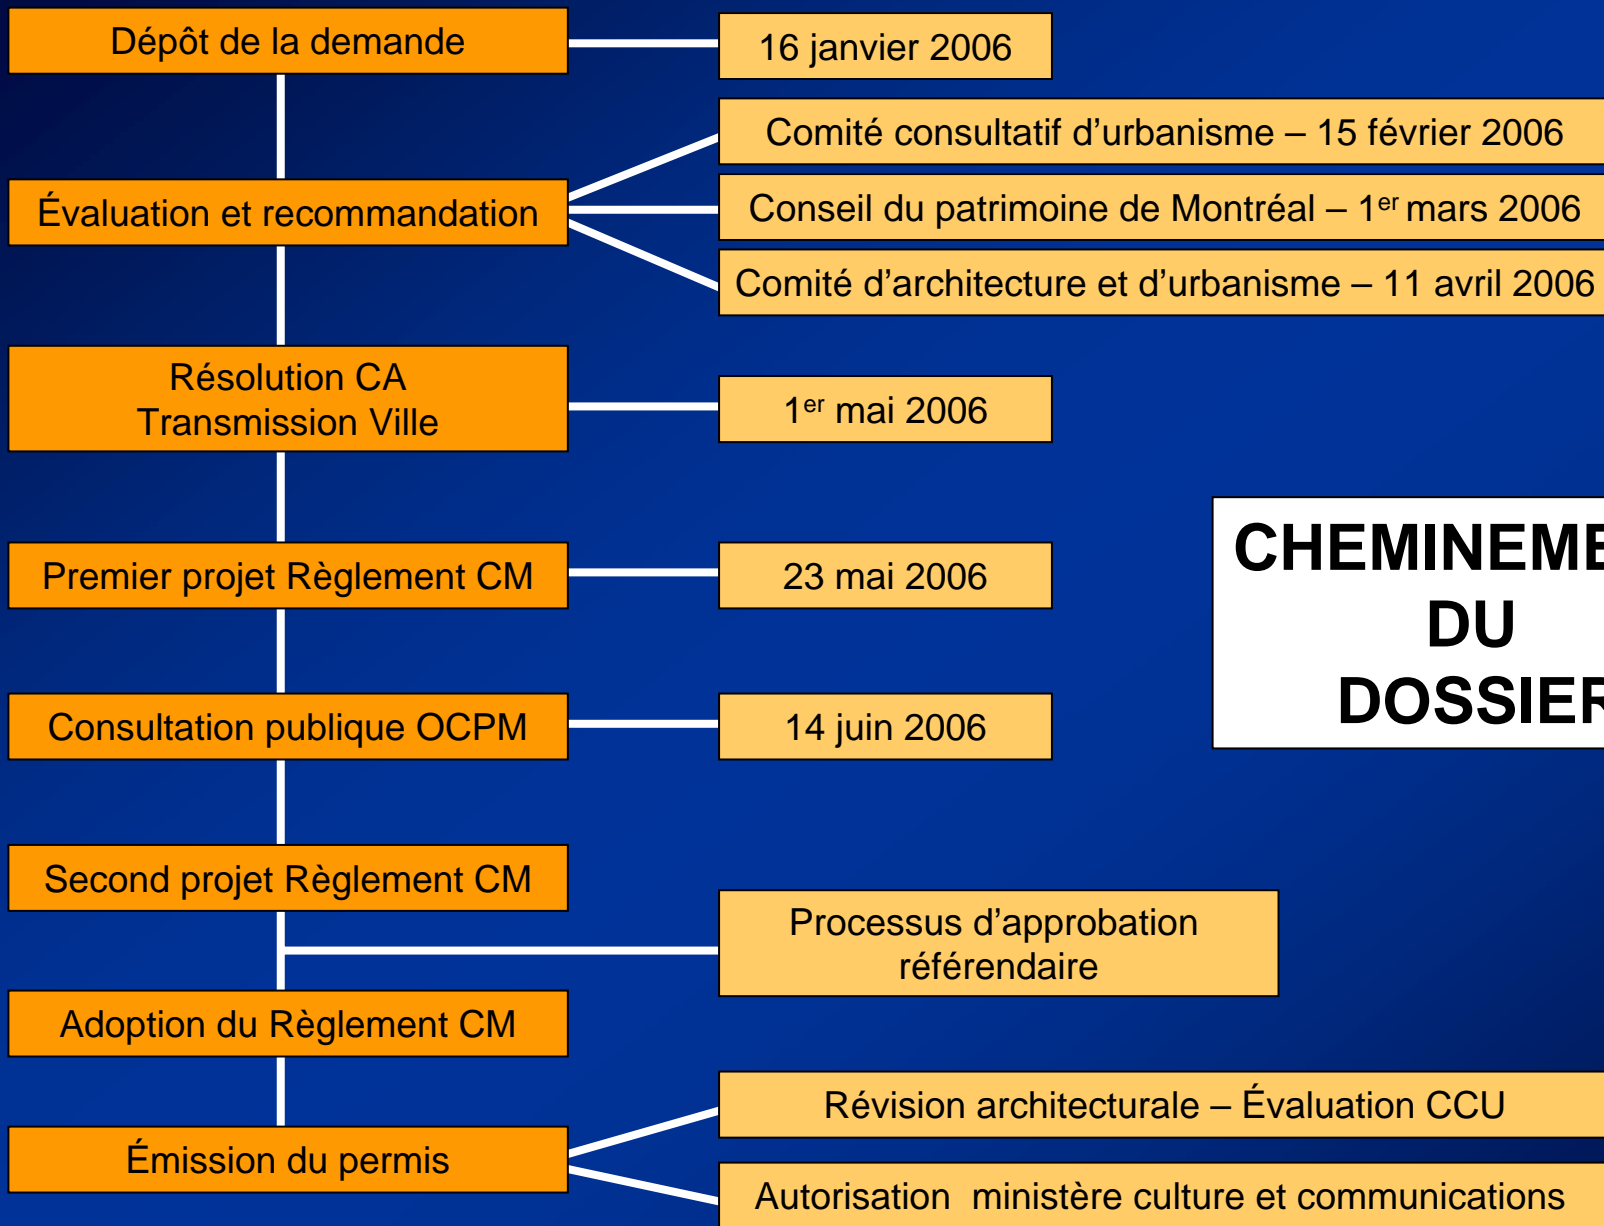 Dépôt de la demande
16 janvier 2006
Comité consultatif d’urbanisme – 15 février 2006
Évaluation et recommandation
Conseil du patrimoine de Montréal – 1er mars 2006
Comité d’architecture et d’urbanisme – 11 avril 2006
Résolution CA
Transmission Ville
1er mai 2006
Premier projet Règlement CM
23 mai 2006
CHEMINEME
DU
DOSSIER
Consultation publique OCPM
14 juin 2006
Second projet Règlement CM
Processus d’approbation
référendaire
Adoption du Règlement CM
Révision architecturale – Évaluation CCU
Émission du permis
Autorisation ministère culture et communications